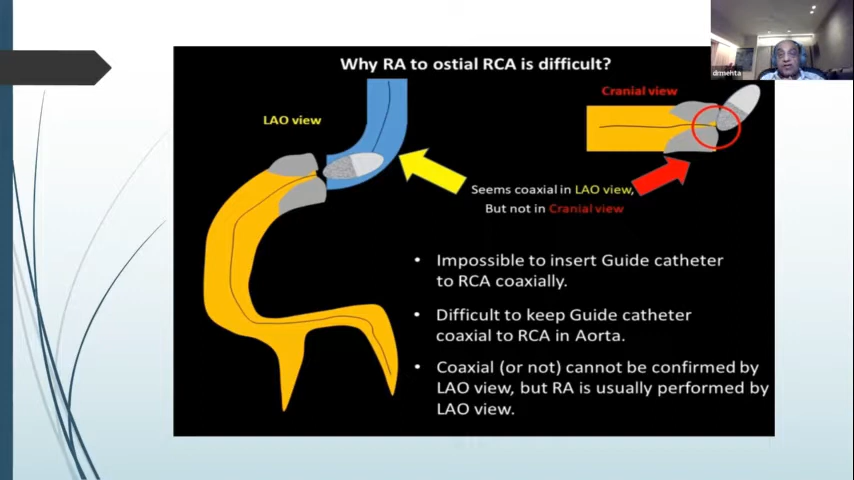 Why RA to ostial RCA is difficult?
drmehta
Cranial view
LAO view
Seems coaxial in LAO view,
But not in Cranial view
• Impossible to insert Guide catheter
to RCA coaxially.
• Difficult to keep Guide catheter
coaxial to RCA in Aorta.
• Coaxial (or not) cannot be confirmed by
LAO view, but RA is usually performed by
LAO view.